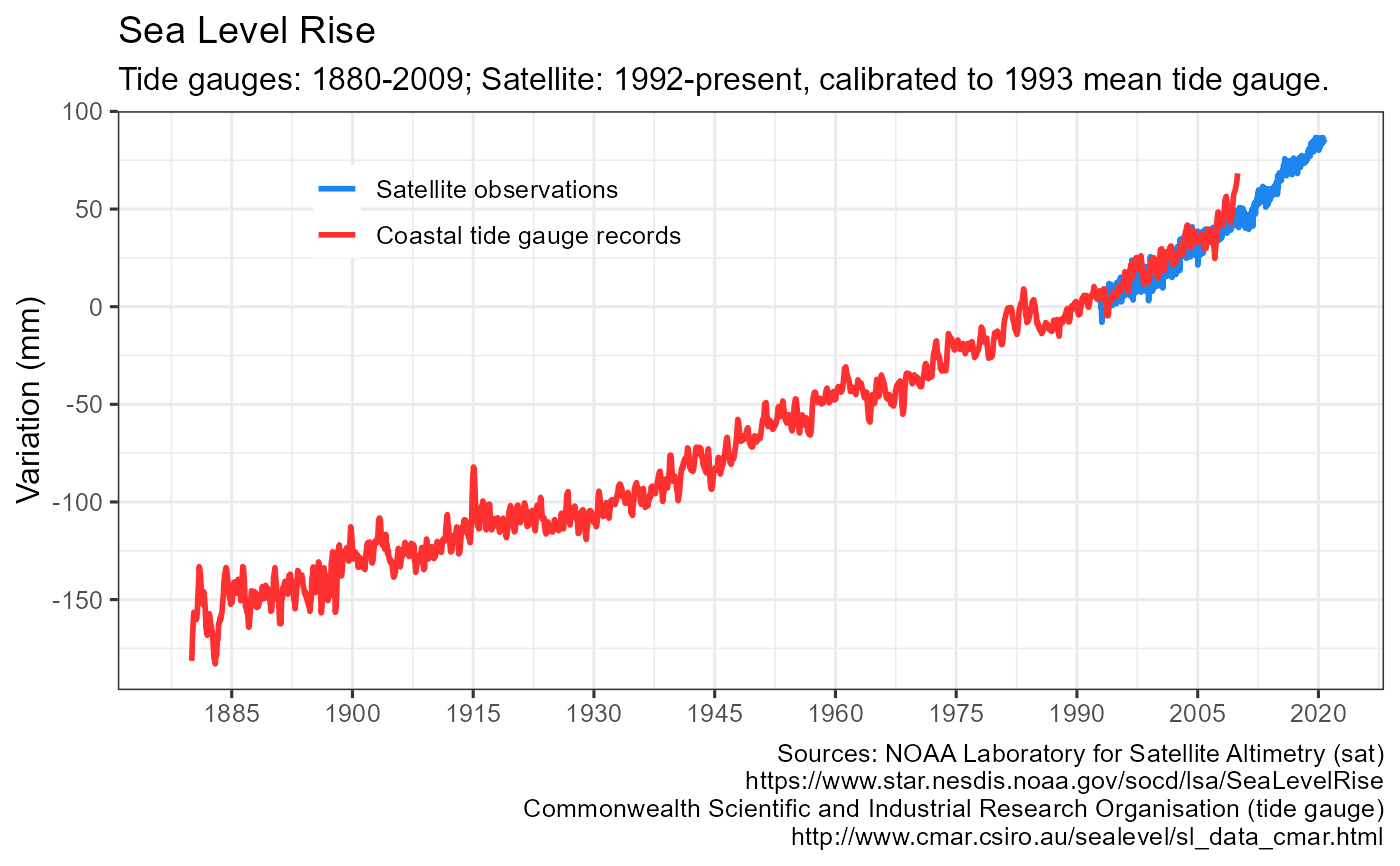 Sea Level Rise
Tide gauges: 1880-2009; Satellite: 1992-present, calibrated to 1993 mean tide gauge.
100
50
0
-50
-100
-150
Variation (mm)
Satellite observations
Coastal tide gauge records
1885 1900 1915 1930 1945 1960 1975 1990 2005 2020
Sources: NOAA Laboratory for Satellite Altimetry (sat)
https://www.star.nesdis.noaa.gov/socd/lsa/SeaLevelRise
Commonwealth Scientific and Industrial Research Organisation (tide gauge)
http://www.cmar.csiro.au/sealevel/sl_data_cmar.html